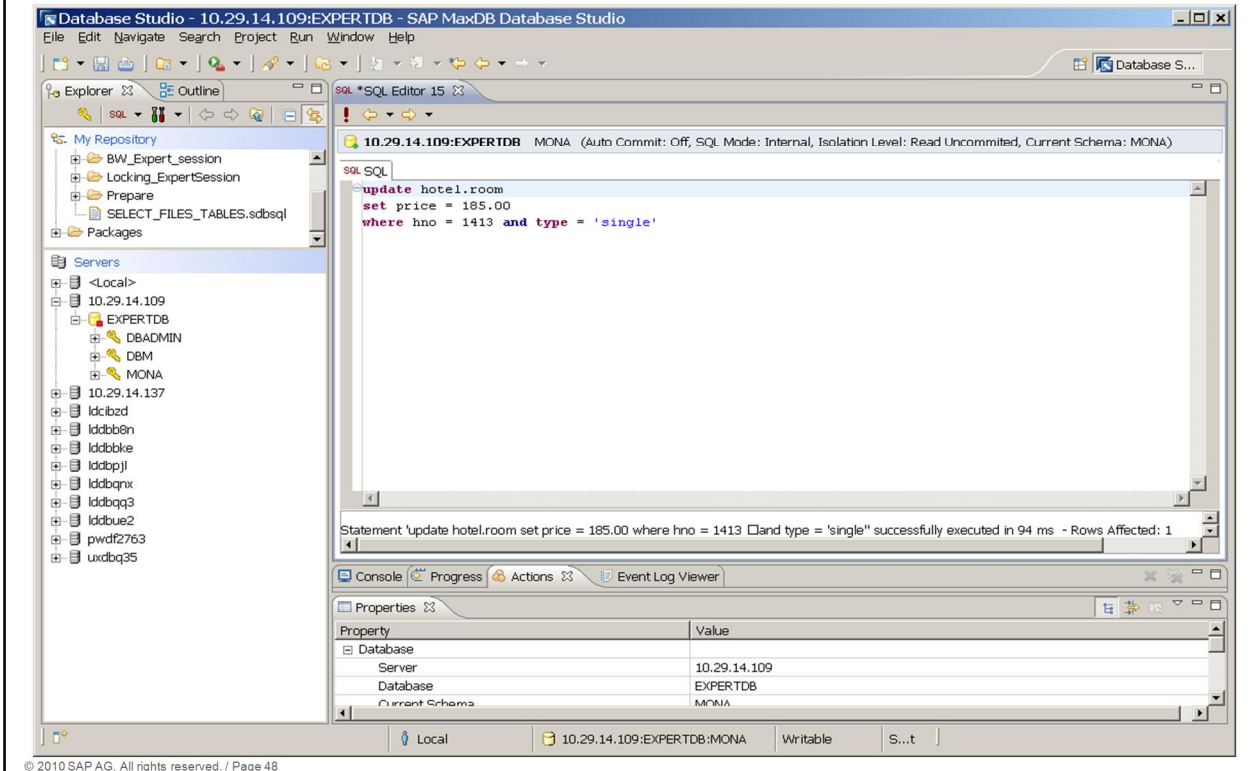 Database Studio - 10.29.14.109:EXPERTDB - SAP MaxDB Database Studio
File Edit Navigate Search Project Run Window Help
Database S...
Explorer Outline
SQL
My Repository
BW_Expert_session
Locking_ExpertSession
Prepare
SELECT_FILES_TABLES.sdbsql
Packages
Servers
<Local>
10.29.14.109
EXPERTDB
DBADMIN
DBM
MONA
10.29.14.137
ldcibzd
lddbb8n
lddbbke
lddbpjl
lddbqnx
lddbqq3
lddbue2
pwdf2763
uxdbq35
SQL *SQL Editor 15
10.29.14.109:EXPERTDB MONA (Auto Commit: Off, SQL Mode: Internal, Isolation Level: Read Uncommited, Current Schema: MONA)
SQL SQL
update hotel.room
set price = 185.00
where hno = 1413 and type = 'single'
Statement 'update hotel.room set price = 185.00 where hno = 1413 □and type = 'single'' successfully executed in 94 ms - Rows Affected: 1
Console Progress Actions Event Log Viewer
Properties
Property Value
Database
Server 10.29.14.109
Database EXPERTDB
Current Schema MONA
Local 10.29.14.109:EXPERTDB:MONA Writable S...t
© 2010 SAP AG. All rights reserved. / Page 48